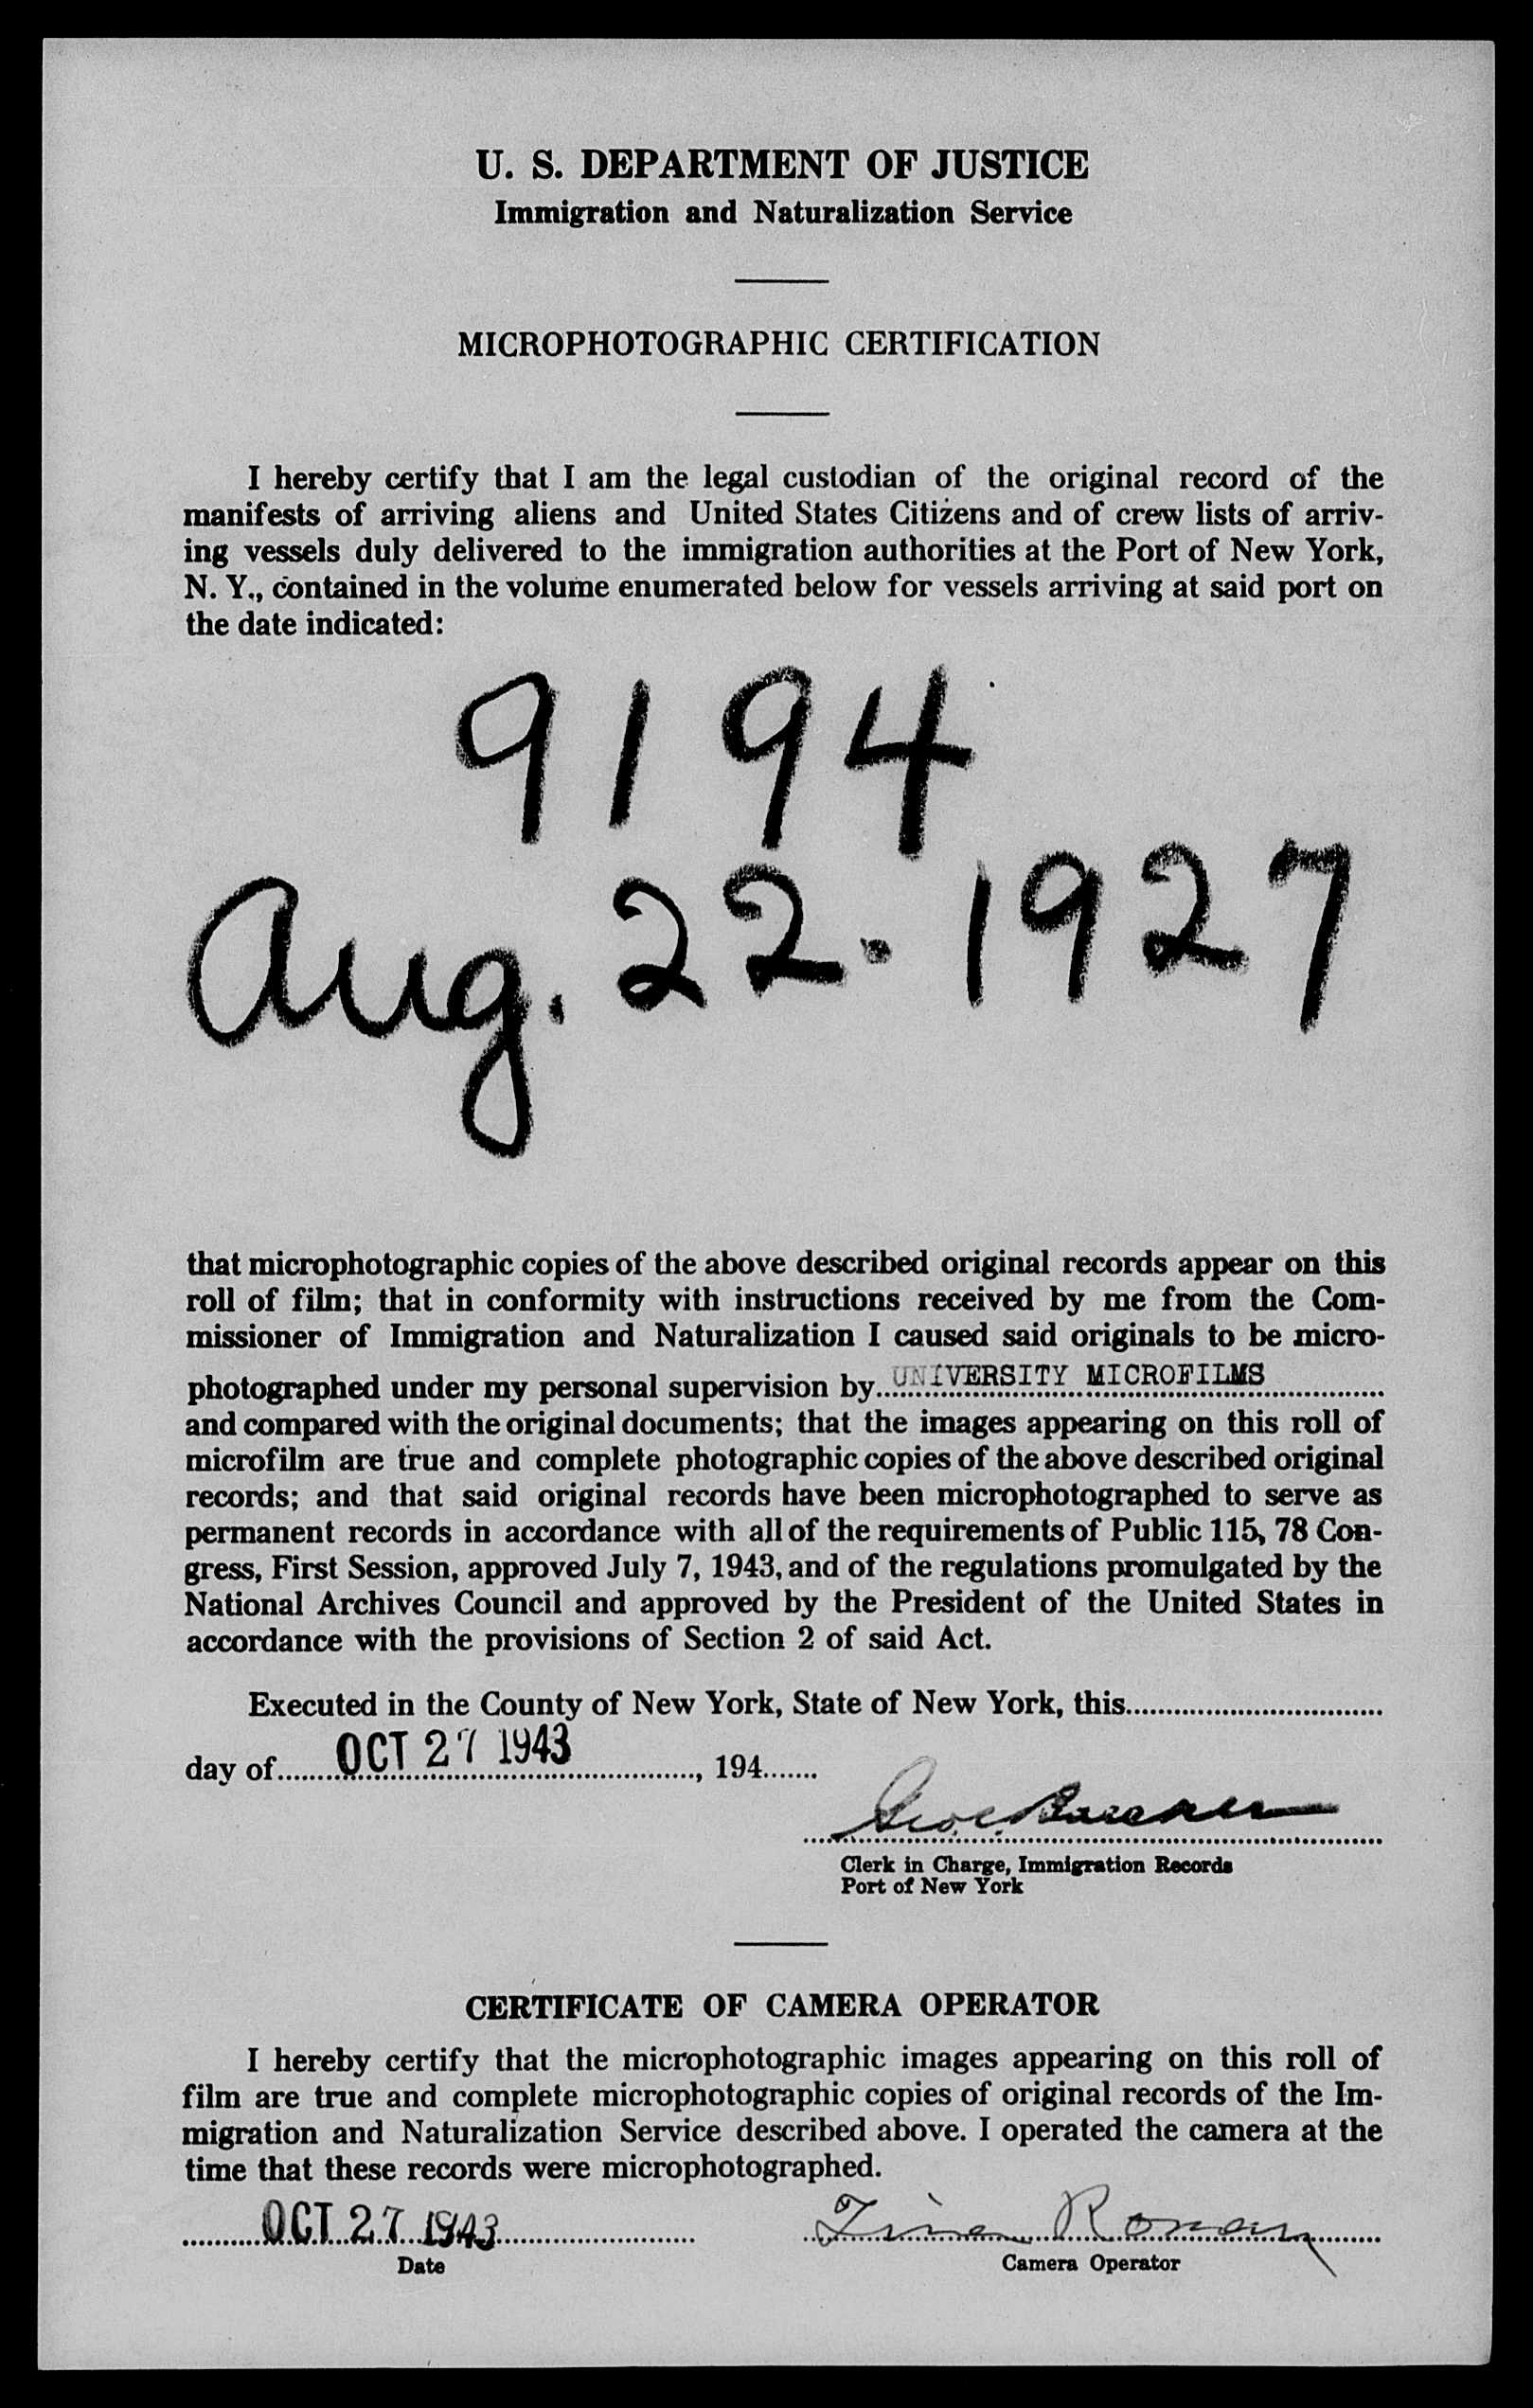 U. S. DEPARTMENT OF JUSTICE
Immigration and Naturalization Service
MICROPHOTOGRAPHIC CERTIFICATION
I hereby certify that I am the legal custodian of the original record of the
manifests of arriving aliens and United States Citizens and of crew lists of arriv-
ing vessels duly delivered to the immigration authorities at the Port of New York,
N. Y., contained in the volume enumerated below for vessels arriving at said port on
the date indicated:
9194
Aug. 22. 1927
that microphotographic copies of the above described original records appear on this
roll of film; that in conformity with instructions received by me from the Com-
missioner of Immigration and Naturalization I caused said originals to be micro-
photographed under my personal supervision by UNIVERSITY MICROFILMS
and compared with the original documents; that the images appearing on this roll of
microfilm are true and complete photographic copies of the above described original
records; and that said original records have been microphotographed to serve as
permanent records in accordance with all of the requirements of Public 115, 78 Con-
gress, First Session, approved July 7, 1943, and of the regulations promulgated by the
National Archives Council and approved by the President of the United States in
accordance with the provisions of Section 2 of said Act.
Executed in the County of New York, State of New York, this
day of OCT 27 1943, 194
Clerk in Charge, Immigration Records
Port of New York
CERTIFICATE OF CAMERA OPERATOR
I hereby certify that the microphotographic images appearing on this roll of
film are true and complete microphotographic copies of original records of the Im-
migration and Naturalization Service described above. I operated the camera at the
time that these records were microphotographed.
OCT 27 1943
Date
Camera Operator